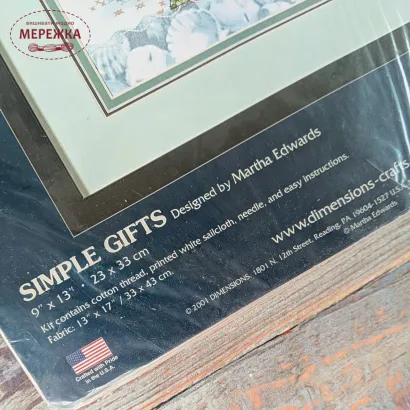 ВИШИВАЙ ЧУДОВО
МЕРЕЖКА
SIMPLE GIFTS Designed by Martha Edwards
9" x 13" • 23 x 33 cm
Kit contains cotton thread, printed white sailcloth, needle, and easy instructions.
Fabric: 13" x 17" / 33 x 43 cm.
www.dimensions-crafts
© 2001 DIMENSIONS, 1801 N. 12th Street, Reading, PA 19604-1527 U.S.A.
© Martha Edwards
Crafted with Pride
in the U.S.A.